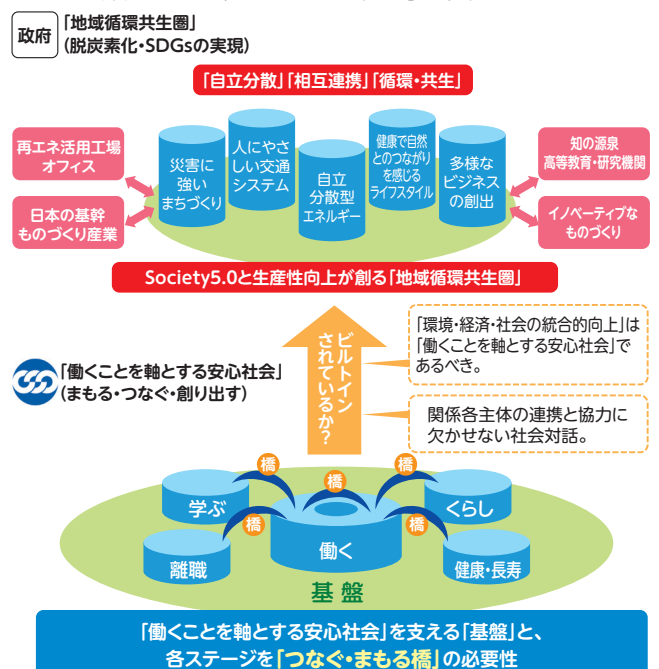 政府
「地域循環共生圏」
(脱炭素化・SDGsの実現)
「自立分散」「相互連携」「循環・共生」
再エネ活用工場
オフィス
日本の基幹
ものづくり産業
災害に
強い
まちづくり
人にやさ
しい交通
システム
自立
分散型
エネルギー
健康で自然
とのつながり
を感じる
ライフスタイル
多様な
ビジネス
の創出
知の源泉
高等教育・研究機関
イノベーティブな
ものづくり
Society5.0と生産性向上が創る「地域循環共生圏」
「働くことを軸とする安心社会」
(まもる・つなぐ・創り出す)
ビルトイン
されているか?
「環境・経済・社会の統合的向上」は
「働くことを軸とする安心社会」で
あるべき。
関係各主体の連携と協力に
欠かせない社会対話。
橋
橋
橋
学ぶ
くらし
橋
橋
働く
離職
健康・長寿
基盤
「働くことを軸とする安心社会」を支える「基盤」と、
各ステージを「つなぐ・まもる橋」の必要性